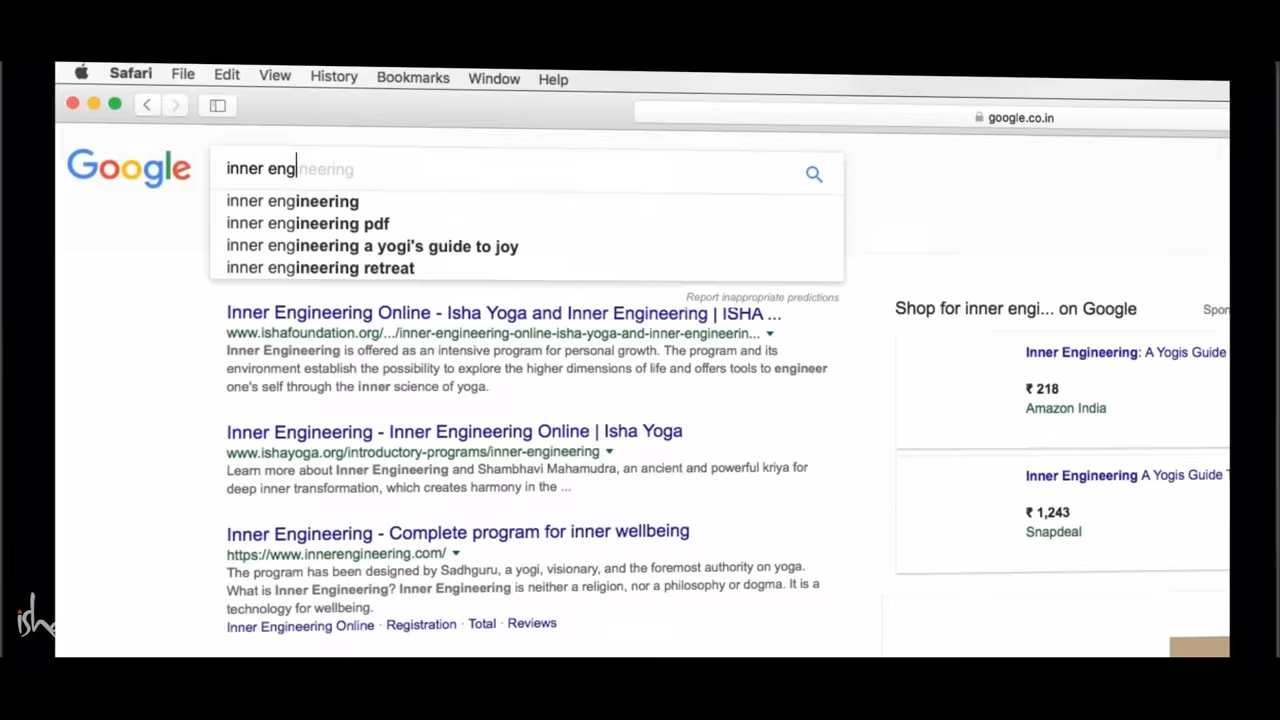 Safari File Edit View History Bookmarks Window Help
google.co.in
Google
inner engineering
inner engineering
inner engineering pdf
inner engineering a yogi's guide to joy
inner engineering retreat
Report inappropriate predictions
Inner Engineering Online - Isha Yoga and Inner Engineering | ISHA ...
www.ishafoundation.org/.../inner-engineering-online-isha-yoga-and-inner-engineerin...
Inner Engineering is offered as an intensive program for personal growth. The program and its
environment establish the possibility to explore the higher dimensions of life and offers tools to engineer
one's self through the inner science of yoga.
Inner Engineering - Inner Engineering Online | Isha Yoga
www.ishayoga.org/introductory-programs/inner-engineering
Learn more about Inner Engineering and Shambhavi Mahamudra, an ancient and powerful kriya for
deep inner transformation, which creates harmony in the ...
Inner Engineering - Complete program for inner wellbeing
https://www.innerengineering.com/
The program has been designed by Sadhguru, a yogi, visionary, and the foremost authority on yoga.
What is Inner Engineering? Inner Engineering is neither a religion, nor a philosophy or dogma. It is a
technology for wellbeing.
Inner Engineering Online · Registration · Total · Reviews
Shop for inner engi... on Google
Spon
Inner Engineering: A Yogis Guide
₹ 218
Amazon India
Inner Engineering A Yogis Guide
₹ 1,243
Snapdeal